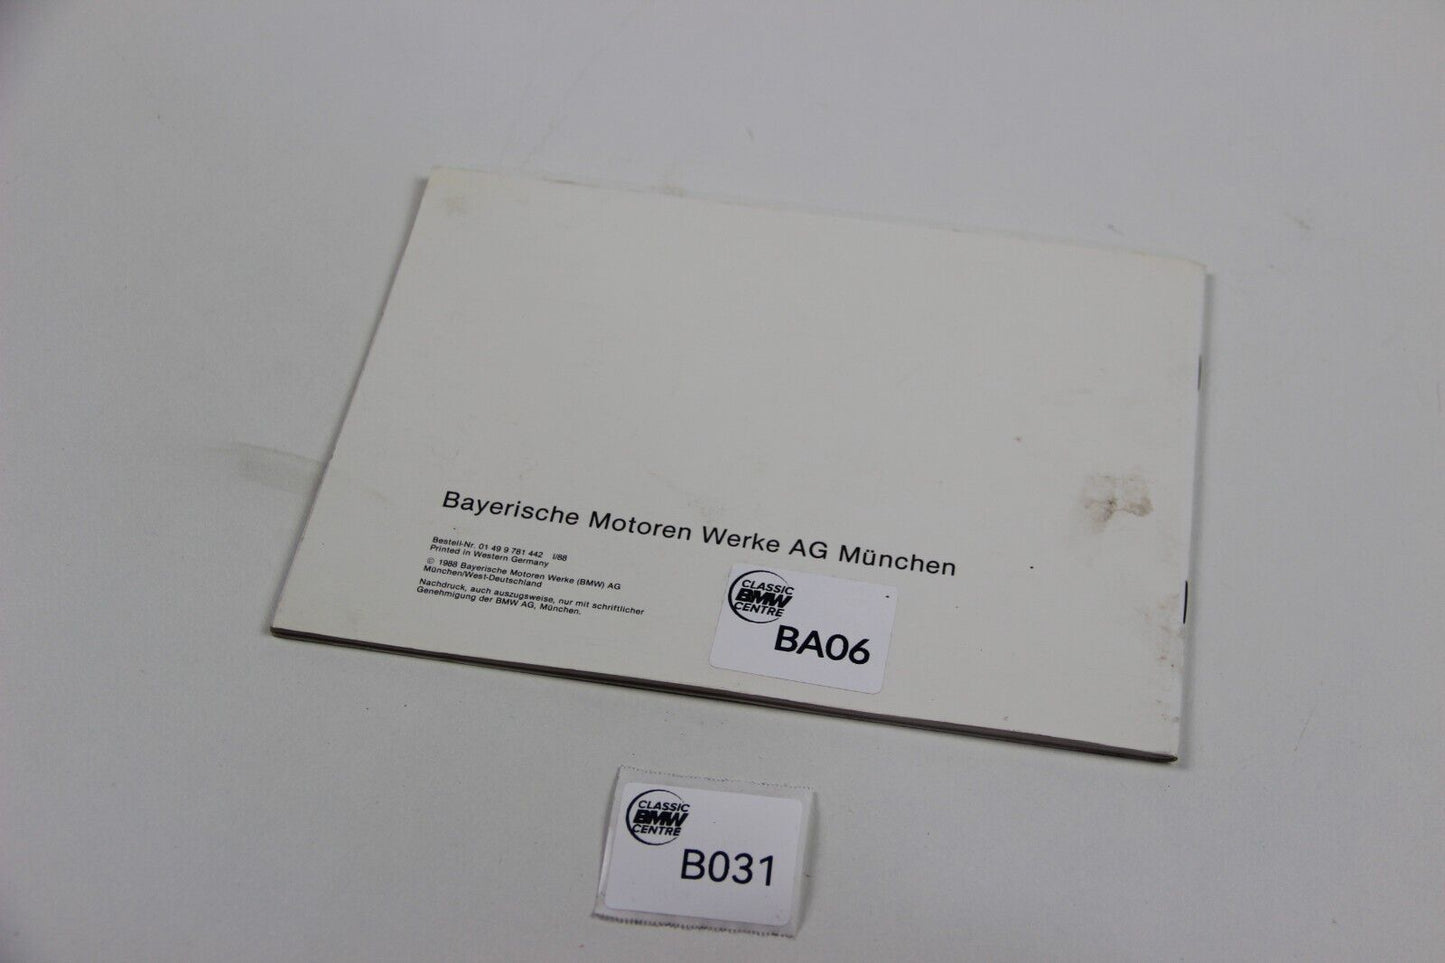 Bayerische Motoren Werke AG München
Bestell-Nr. 01 49 9 781 442 I/88
Printed in Western Germany
© 1988 Bayerische Motoren Werke (BMW) AG
München/West-Deutschland
Nachdruck, auch auszugsweise, nur mit schriftlicher
Genehmigung der BMW AG, München.
CLASSIC
BMW
CENTRE
BA06
CLASSIC
BMW
CENTRE
B031